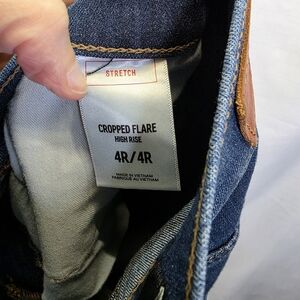 STRETCH
CROPPED FLARE
HIGH RISE
4R/4R
MADE IN VIETNAM
FABRIQUÉ AU VIETNAM